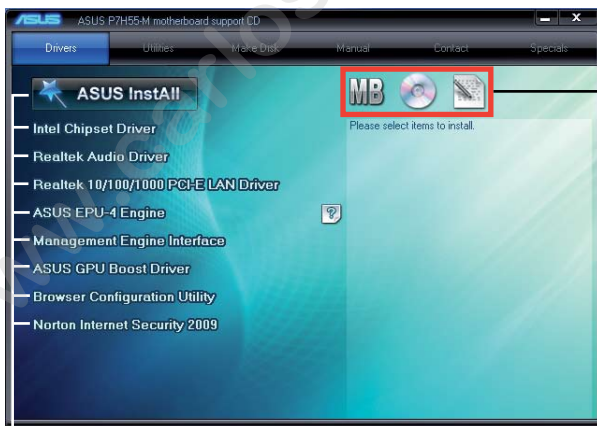 ASUS ASUS P7H55-M motherboard support CD
Drivers Utilities Make Disk Manual Contact Specials
ASUS InstAll MB
Intel Chipset Driver Please select items to install.
Realtek Audio Driver
Realtek 10/100/1000 PCI-E LAN Driver
ASUS EPU-4 Engine ?
Management Engine Interface
ASUS GPU Boost Driver
Browser Configuration Utility
Norton Internet Security 2009